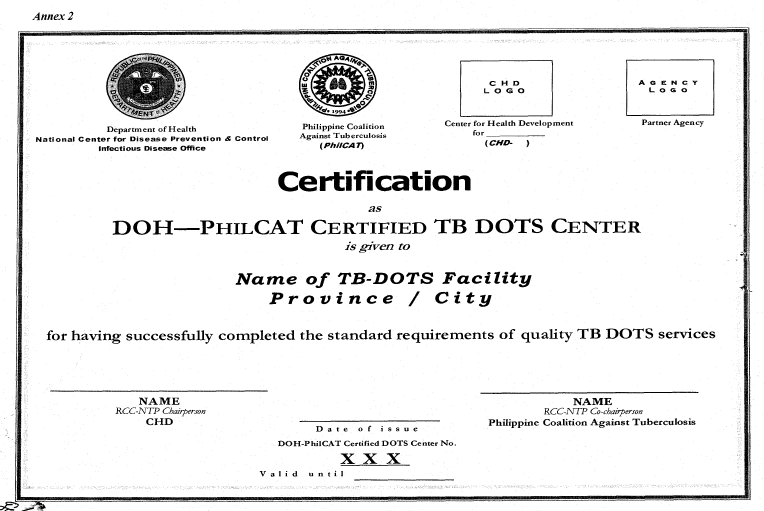 Annex 2
REPUBLIC OF THE PHILIPPINES
DEPARTMENT OF HEALTH
PHILIPPINE COALITION AGAINST TUBERCULOSIS
1994
CHD
LOGO
AGENCY
LOGO
Department of Health
National Center for Disease Prevention & Control
Infectious Disease Office
Philippine Coalition
Against Tuberculosis
(PhilCAT)
Center for Health Development
for ___________
(CHD- )
Partner Agency
Certification
as
DOH—PHILCAT CERTIFIED TB DOTS CENTER
is given to
Name of TB-DOTS Facility
Province / City
for having successfully completed the standard requirements of quality TB DOTS services
NAME
RCC-NTP Chairperson
CHD
NAME
RCC-NTP Co-chairperson
Philippine Coalition Against Tuberculosis
Date of issue
DOH-PhilCAT Certified DOTS Center No.
XXX
Valid until ___________